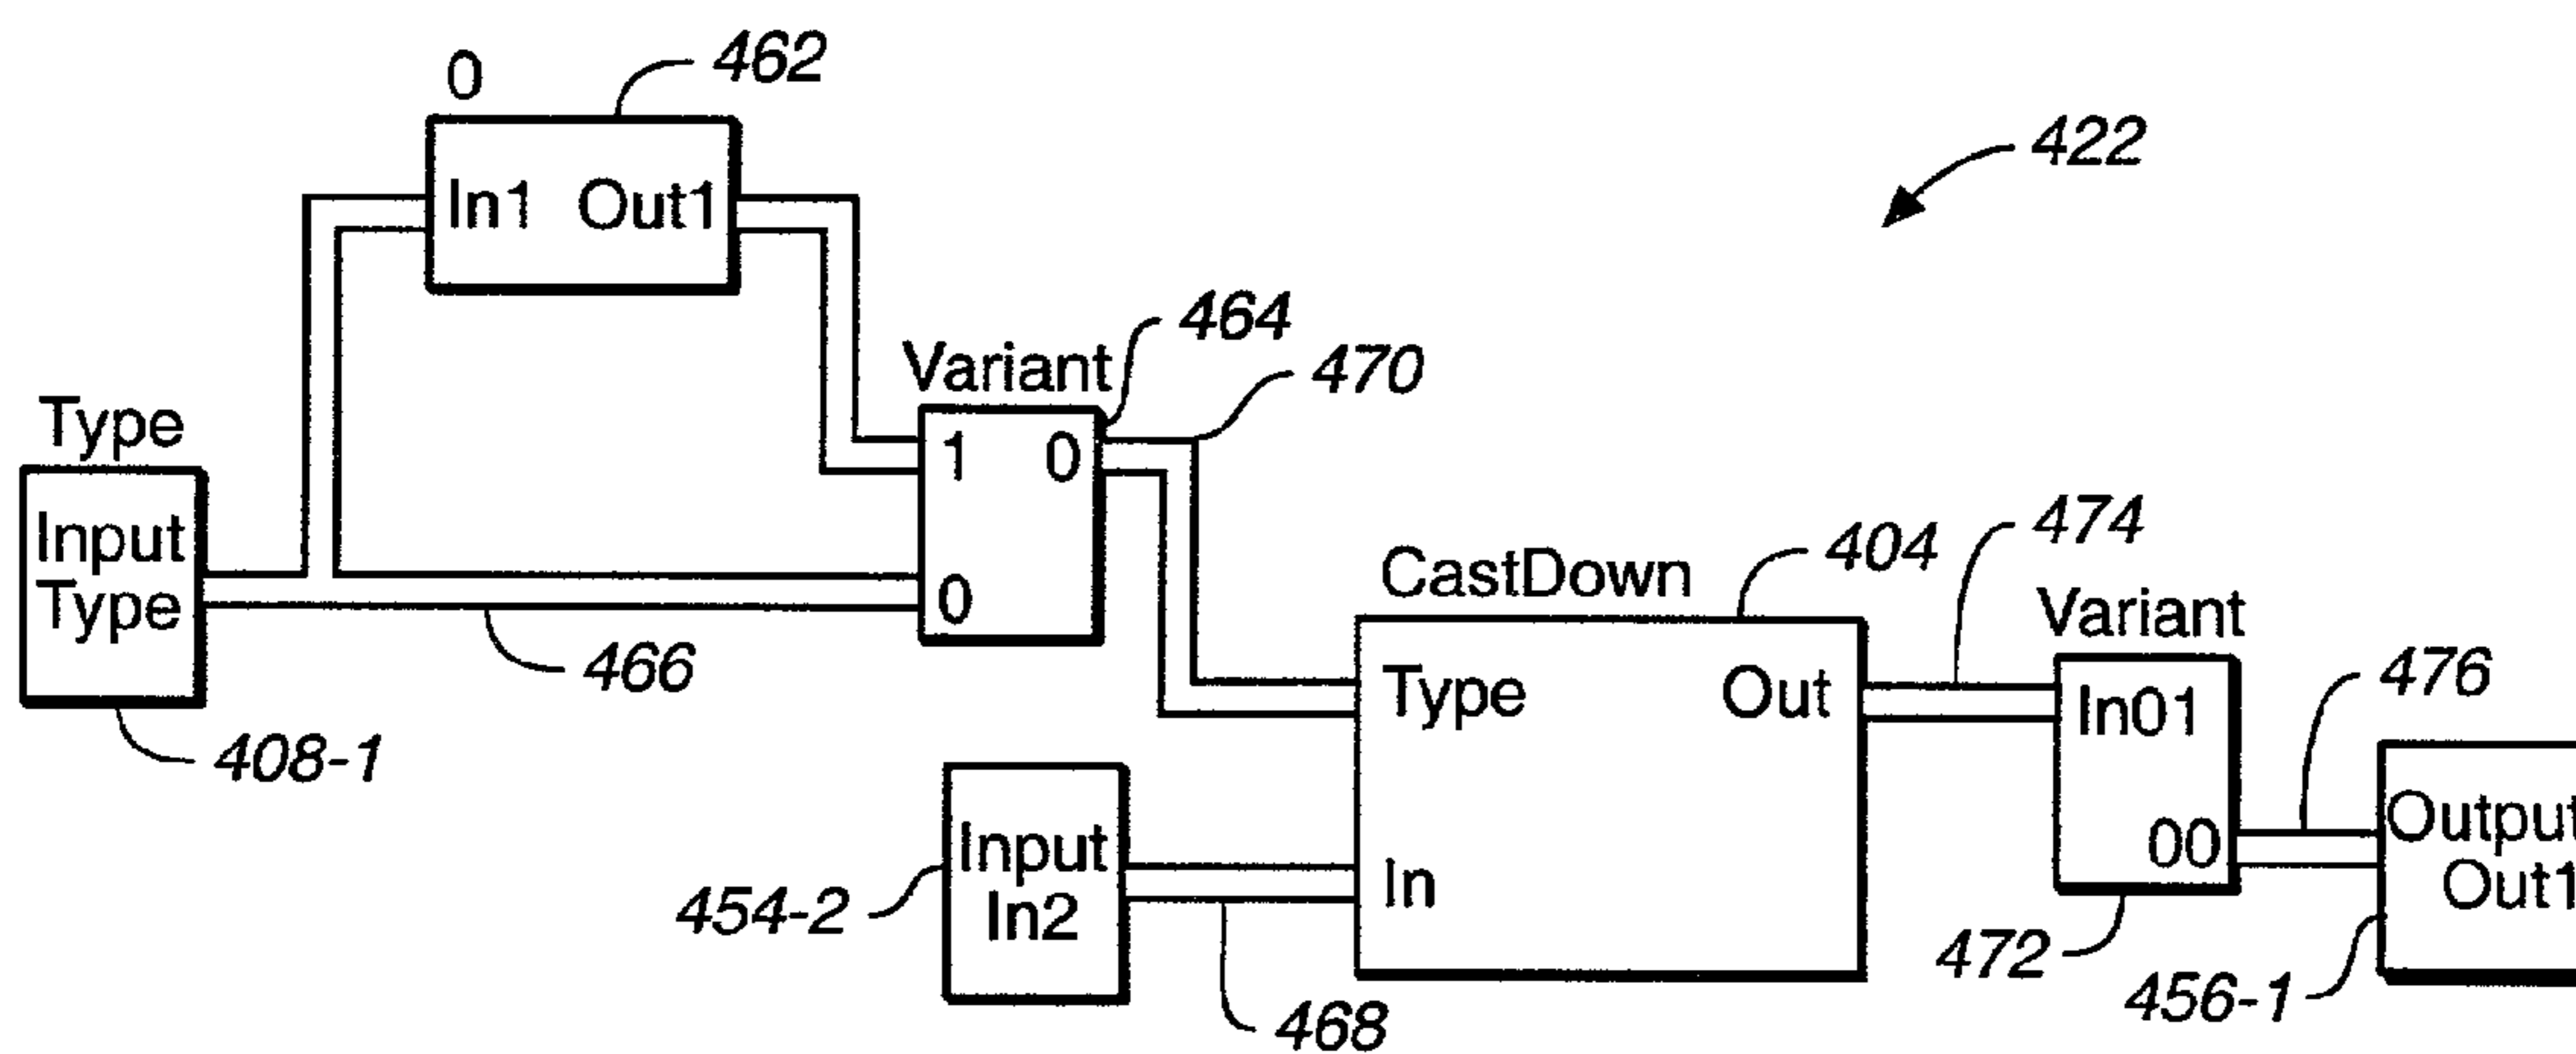 0
462
In1 Out1
422
Variant
464
470
1 0
0
Type
Input
Type
466
408-1
CastDown
404
474
Type Out
In
Variant
In01
00
476
Input
In2
454-2
468
472
Output
Out1
456-1